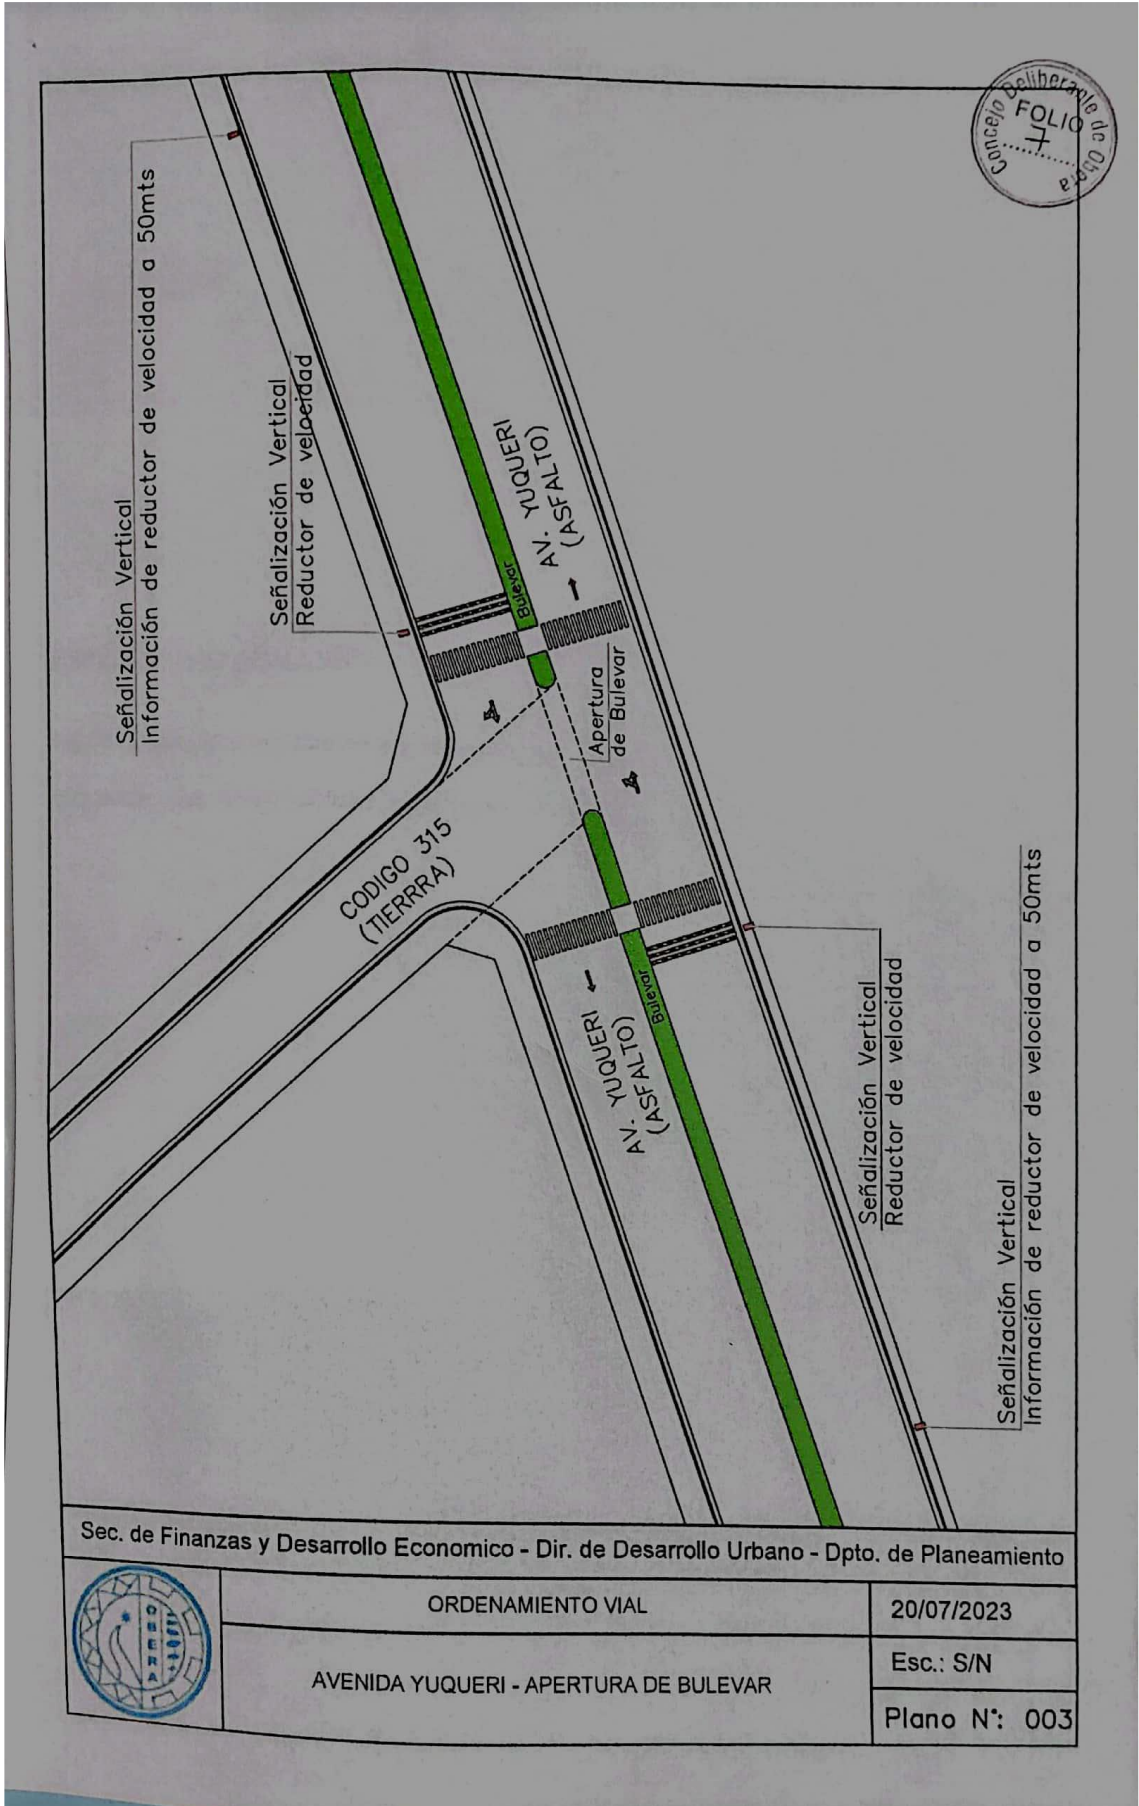 Concejo Deliberante de Obera
FOLIO
7
Señalización Vertical
Información de reductor de velocidad a 50mts
Señalización Vertical
Reductor de velocidad
AV. YUQUERI
(ASFALTO)
Bulevar
Apertura
de Bulevar
CODIGO 315
(TIERRRA)
AV. YUQUERI
(ASFALTO)
Bulevar
Señalización Vertical
Reductor de velocidad
Señalización Vertical
Información de reductor de velocidad a 50mts
Sec. de Finanzas y Desarrollo Economico - Dir. de Desarrollo Urbano - Dpto. de Planeamiento
OBERA
ORDENAMIENTO VIAL
20/07/2023
AVENIDA YUQUERI - APERTURA DE BULEVAR
Esc.: S/N
Plano N°: 003